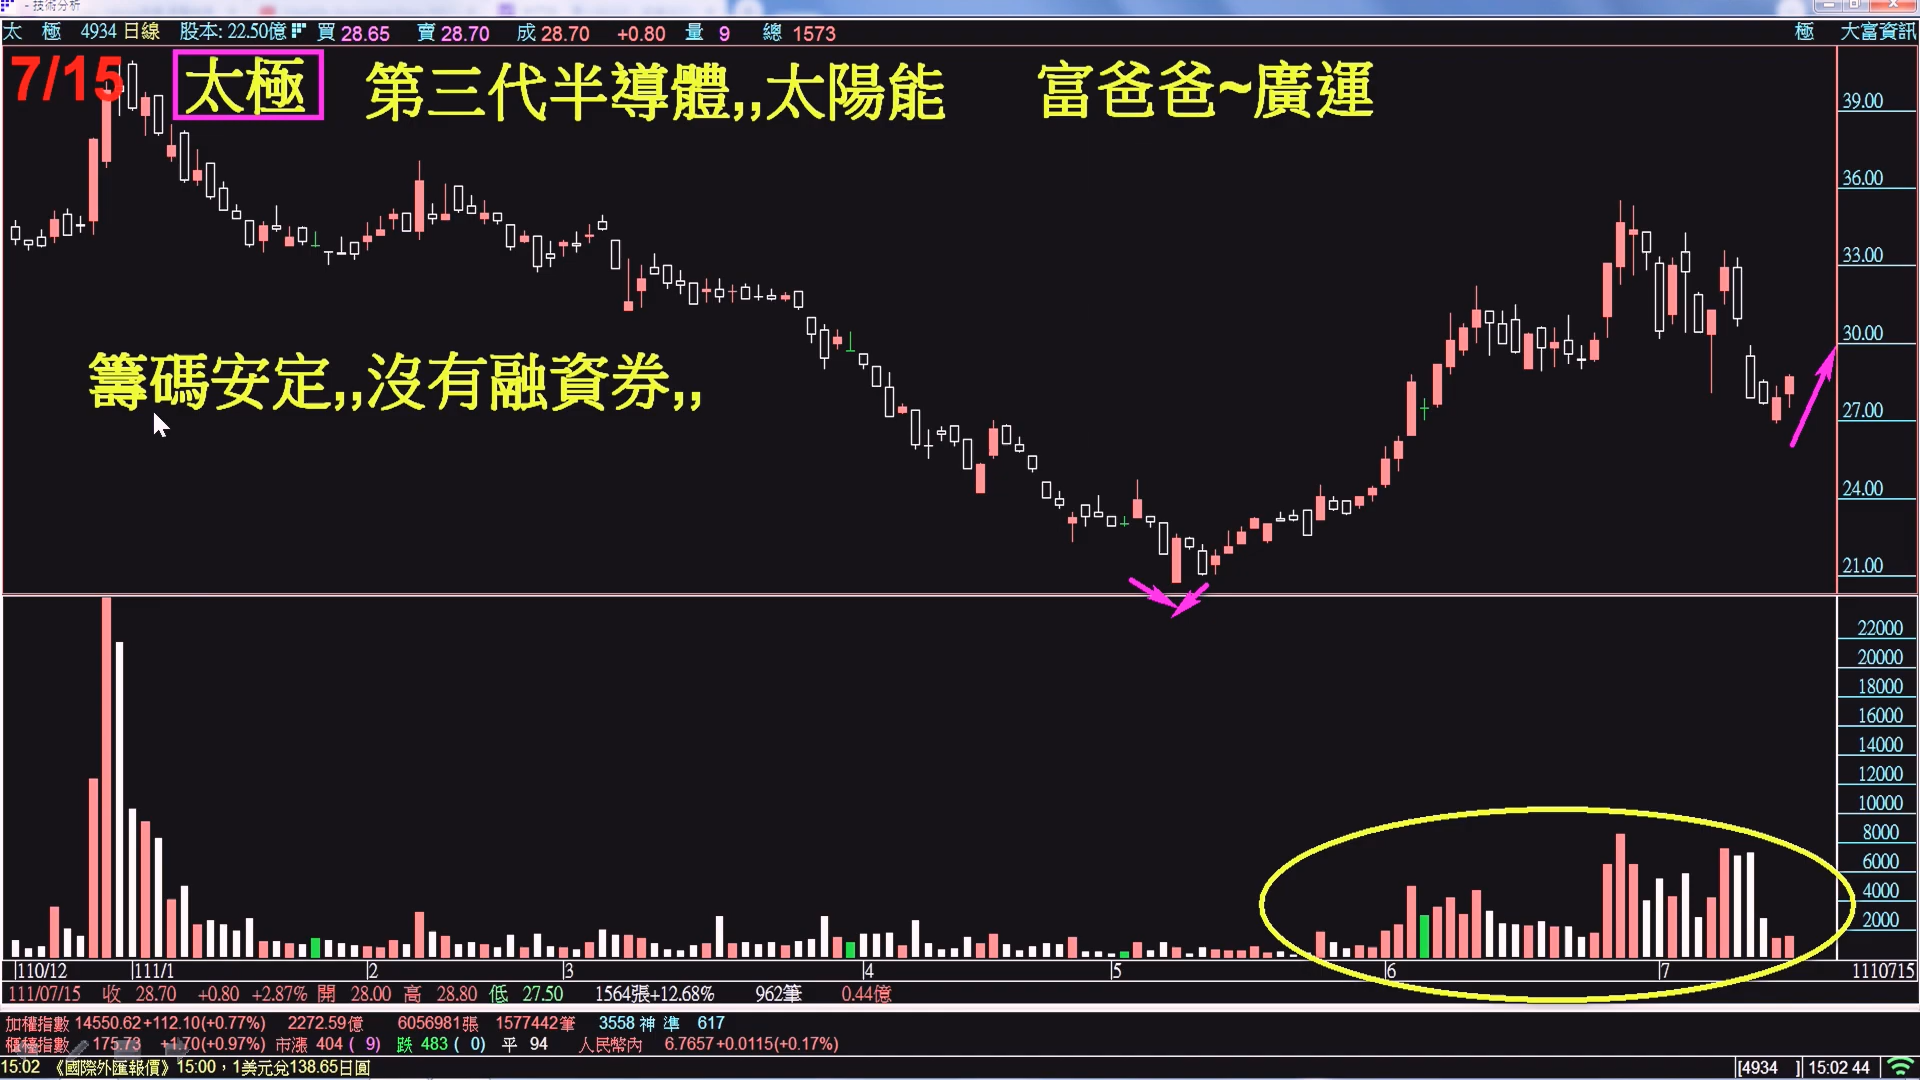 - 技術分析
太 極 4934 日線 股本: 22.50億 買 28.65 賣 28.70 成 28.70 +0.80 量 9 總 1573 極 大富資訊
7/15 太極 第三代半導體,,太陽能 富爸爸~廣運
39.00
36.00
33.00
30.00
籌碼安定,,沒有融資券,,
27.00
24.00
21.00
22000
20000
18000
16000
14000
12000
10000
8000
6000
4000
2000
110/12 111/1 2 3 4 5 6 7 1110715
111/07/15 收 28.70 +0.80 +2.87% 開 28.00 高 28.80 低 27.50 1564張+12.68% 962筆 0.44億
加權指數 14550.62+112.10(+0.77%) 2272.59億 6056981張 1577442筆 3558 神 準 617
櫃檯指數 175.73 +1.70(+0.97%) 市漲 404 ( 9) 跌 483 ( 0) 平 94 人民幣內 6.7657+0.0115(+0.17%)
15:02 《國際外匯報價》15:00，1美元兌138.65日圓 [4934 ] 15:02 44